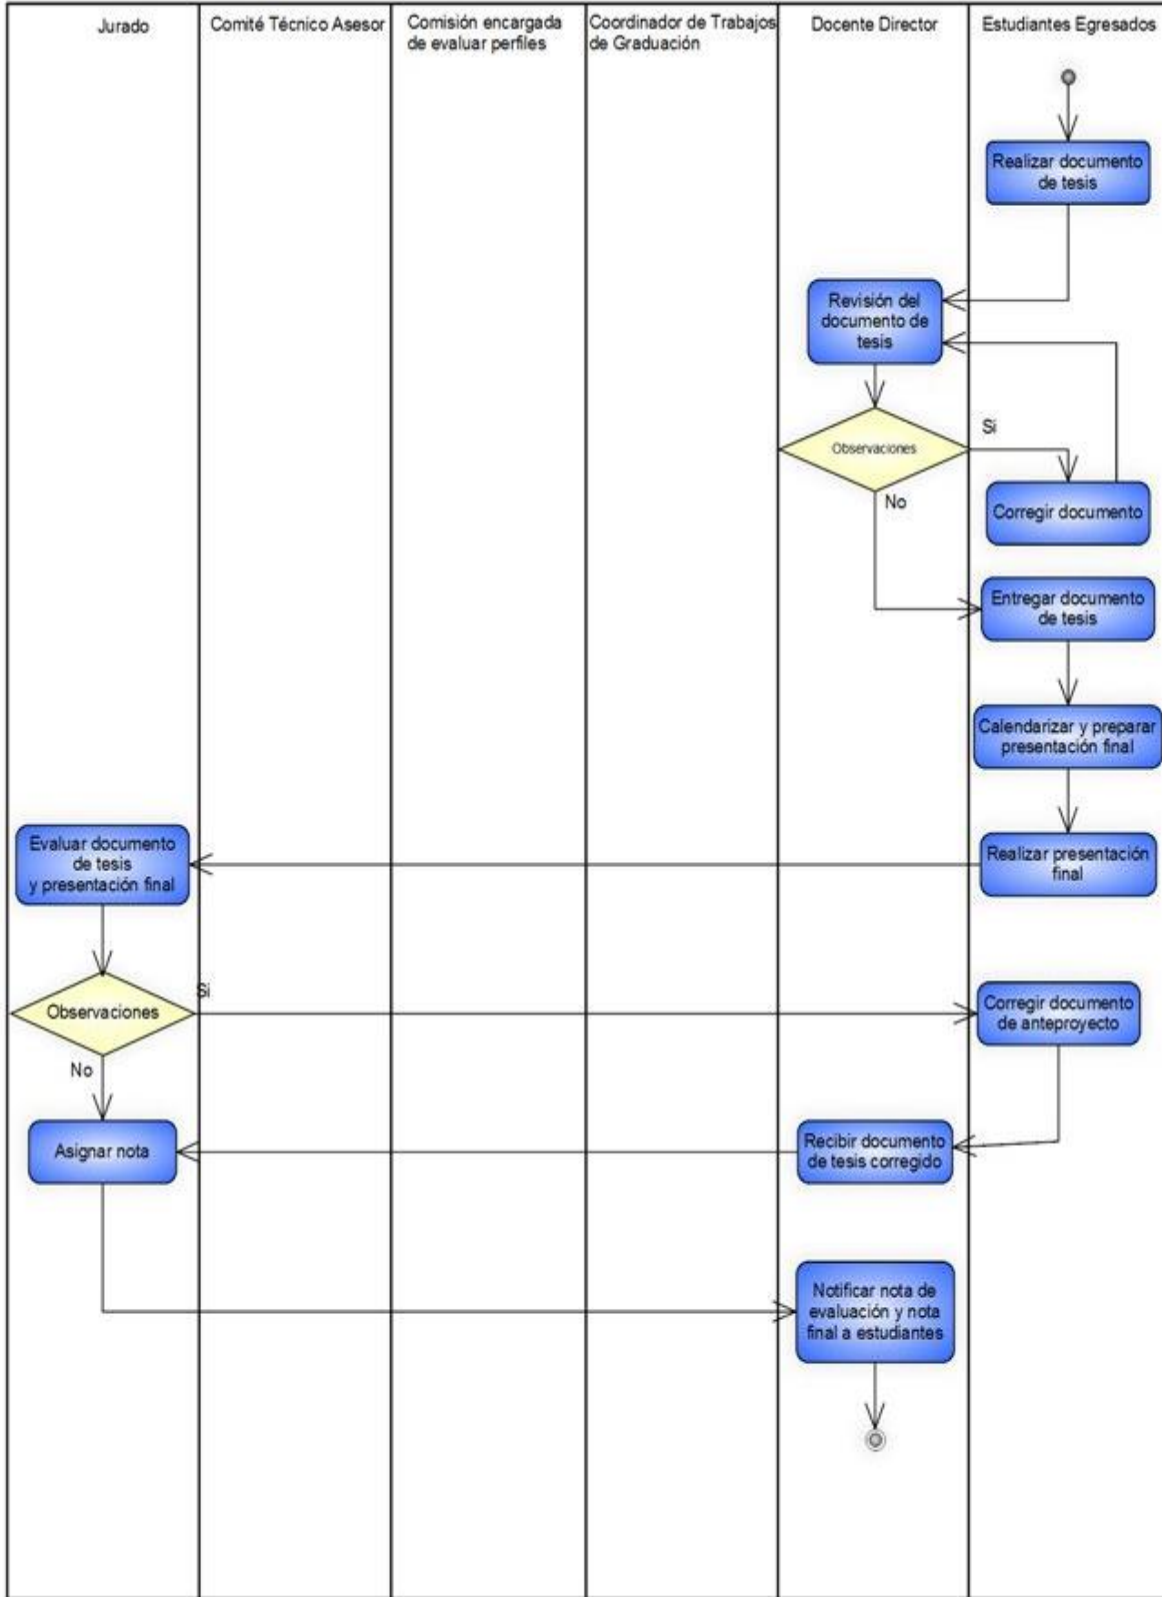 Jurado
Comité Técnico Asesor
Comisión encargada
de evaluar perfiles
Coordinador de Trabajos
de Graduación
Docente Director
Estudiantes Egresados
Realizar documento
de tesis
Revisión del
documento de
tesis
Observaciones
Si
No
Corregir documento
Entregar documento
de tesis
Calendarizar y preparar
presentación final
Realizar presentación
final
Evaluar documento
de tesis
y presentación final
Observaciones
Si
No
Corregir documento
de anteproyecto
Recibir documento
de tesis corregido
Asignar nota
Notificar nota de
evaluación y nota
final a estudiantes